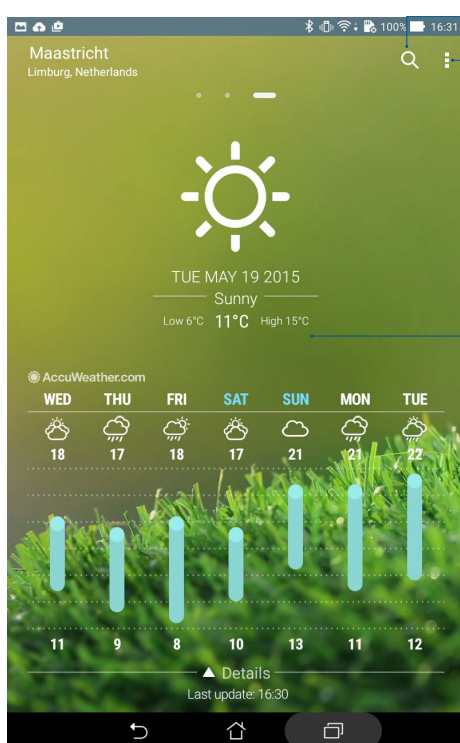 100% 16:31
Maastricht
Limburg, Netherlands
TUE MAY 19 2015
Sunny
Low 6°C 11°C High 15°C
AccuWeather.com
WED THU FRI SAT SUN MON TUE
18 17 18 17 21 21 22
11 9 8 10 13 11 12
Details
Last update: 16:30